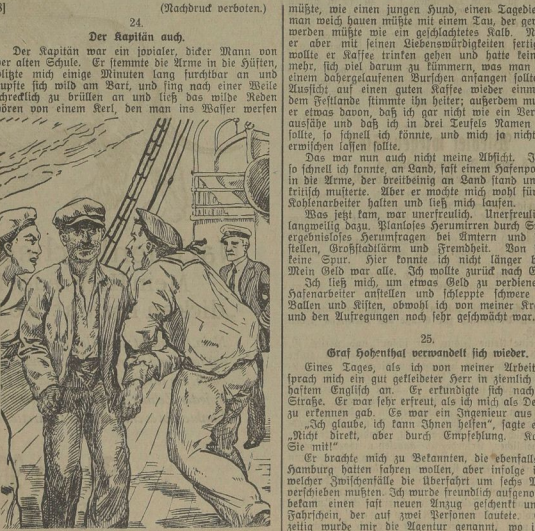 (Nachdruck verboten.)
24.
Der Kapitän auch.
Der Kapitän war ein jovialer, dicker Mann von
alter Schule. Er stemmte die Arme in die Hüften,
blitzte mich einige Minuten lang furchtbar an und
zupfte sich wild am Bart, und fing nach einer Weile
schrecklich zu brüllen an und ließ das wilde Reden
hören von einem Kerl, den man ins Wasser werfen
müßte, wie einen jungen Hund, einen Tagedie
man weich hauen müßte mit einem Tau, der ger
werden müßte wie ein geschlachtetes Kalb. N
er aber mit seinen Liebenswürdigkeiten fertig
wollte er Kaffee trinken gehen und hatte kein
mehr, sich viel darum zu kümmern, was man
einem dahergelaufenen Burschen anfangen sollt
Aussicht auf einen guten Kaffee wieder einm
dem Festlande stimmte ihn heiter; außerdem mu
er etwas davon, daß ich gar nicht wie ein Ver
aussähe und daß ich in drei Teufels Namen
sollte, so schnell ich könnte, und mich ja nicht
erwischen lassen sollte.
Das war nun auch nicht meine Absicht. I
so schnell ich konnte, an Land, fast einem Hafenpo
in die Arme, der breitbeinig an Land stand un
kritisch musterte. Aber er mochte mich wohl für
Kohlenarbeiter halten und ließ mich laufen.
Was jetzt kam, war unerfreulich. Unerfreuli
langweilig dazu. Planloses Herumirren durch S
ergebnisloses Herumfragen bei Ämtern und
stellen, Großstadtlärm und Fremdheit. Von
keine Spur. Hier konnte ich nicht länger b
Mein Geld war alle. Ich wollte zurück nach E
Ich ließ mich, um etwas Geld zu verdiene
Hafenarbeiter anstellen und schleppte schwere
Ballen und Kisten, obwohl ich von meiner Kr
und den Aufregungen noch sehr geschwächt war.
25.
Graf Hohenthal verwandelt sich wieder.
Eines Tages, als ich von meiner Arbeit
sprach mich ein gut gekleideter Herr in ziemlich
haftem Englisch an. Er erkundigte sich nach
Straße. Er war sehr erfreut, als ich mich als De
zu erkennen gab. Es war ein Ingenieur aus
„Ich glaube, ich kann Ihnen helfen", sagte e
„Nicht direkt, aber durch Empfehlung. Ko
Sie mit!"
Er brachte mich zu Bekannten, die ebenfall
Hamburg hatten fahren wollen, aber infolge i
welcher Zwischenfälle die Überfahrt um sechs T
verschieben mußten. Ich wurde freundlich aufgeno
bekam einen fast neuen Anzug geschenkt un
Fahrschein, der auf zwei Personen lautete,
zeitig wurde mir die Agentur genannt,